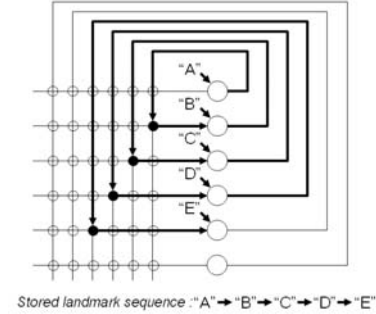 “A”
“B”
“C”
“D”
“E”
Stored landmark sequence :“A”➔“B”➔“C”➔“D”➔“E”